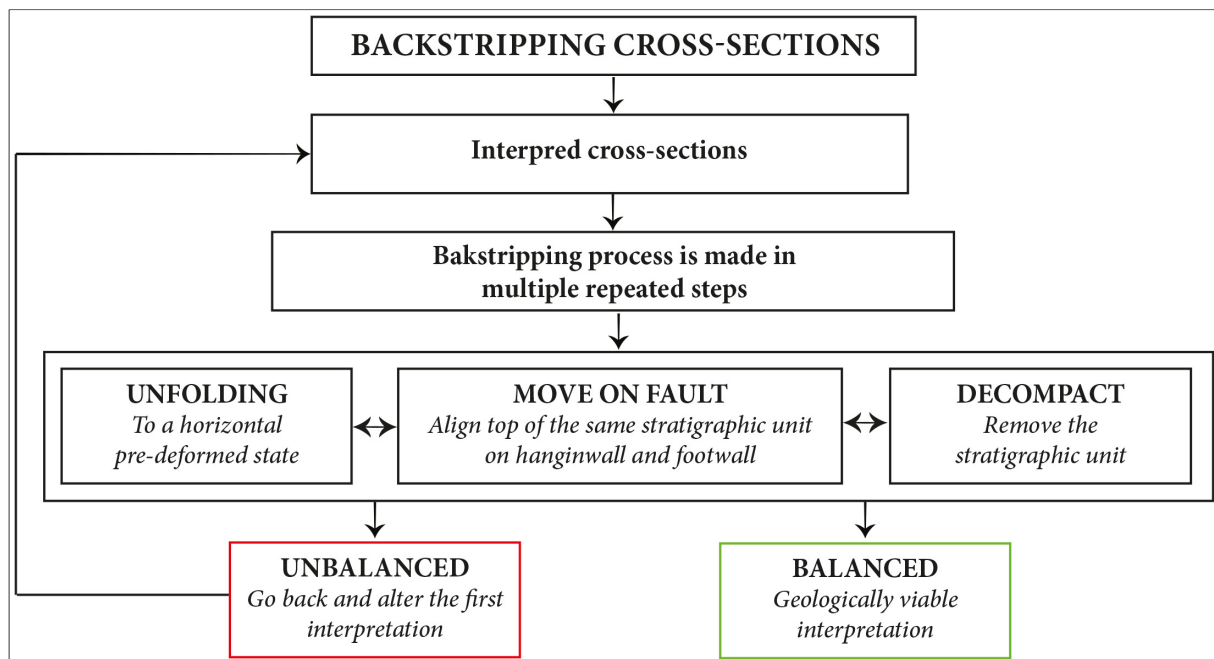 BACKSTRIPPING CROSS-SECTIONS
Interpred cross-sections
Bakstripping process is made in
multiple repeated steps
UNFOLDING
To a horizontal
pre-deformed state
MOVE ON FAULT
Align top of the same stratigraphic unit
on hanginwall and footwall
DECOMPACT
Remove the
stratigraphic unit
UNBALANCED
Go back and alter the first
interpretation
BALANCED
Geologically viable
interpretation